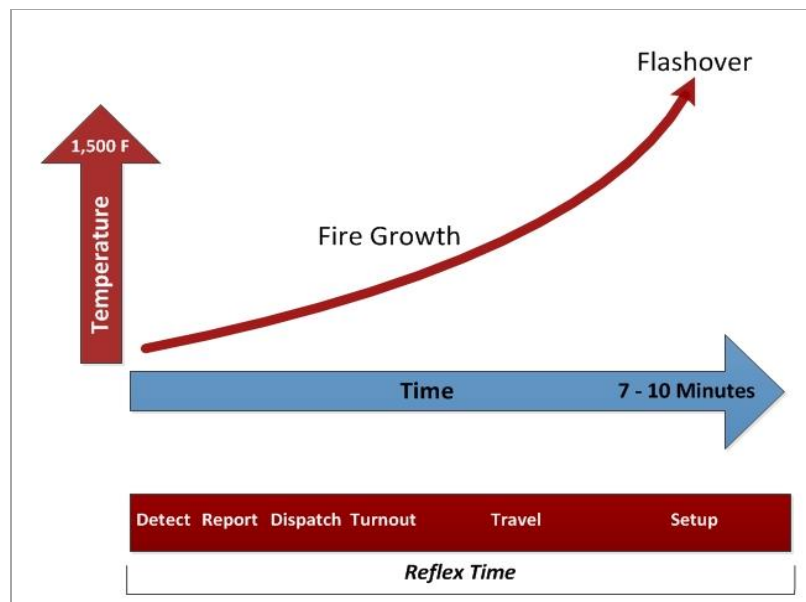 Flashover
1,500 F
Temperature
Fire Growth
Time
7 - 10 Minutes
Detect Report Dispatch Turnout Travel Setup
Reflex Time